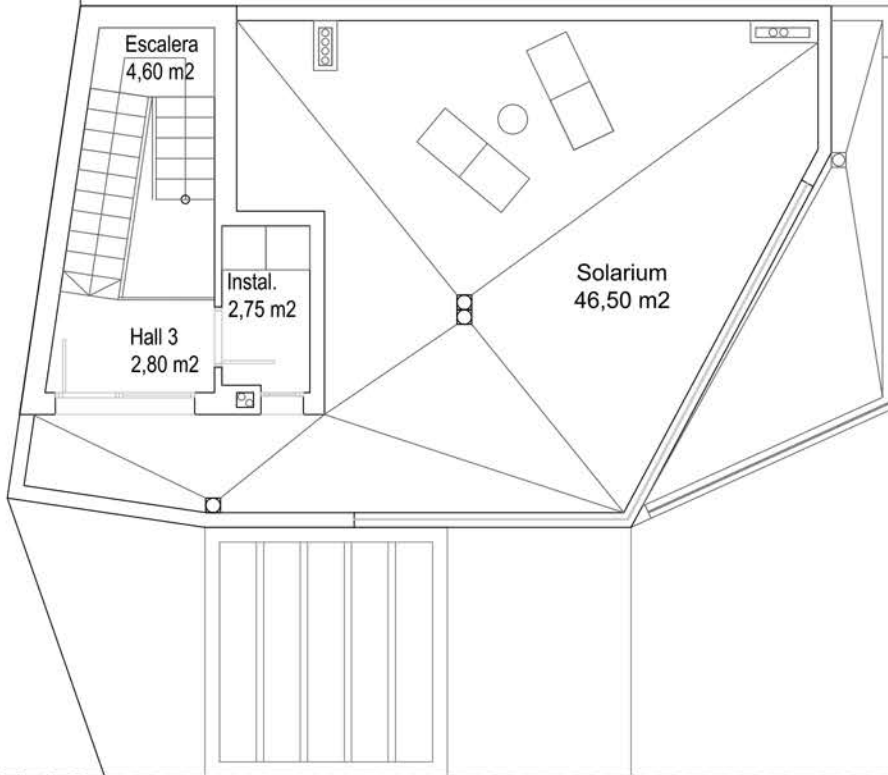 Escalera
4,60 m2
Instal.
2,75 m2
Hall 3
2,80 m2
Solarium
46,50 m2